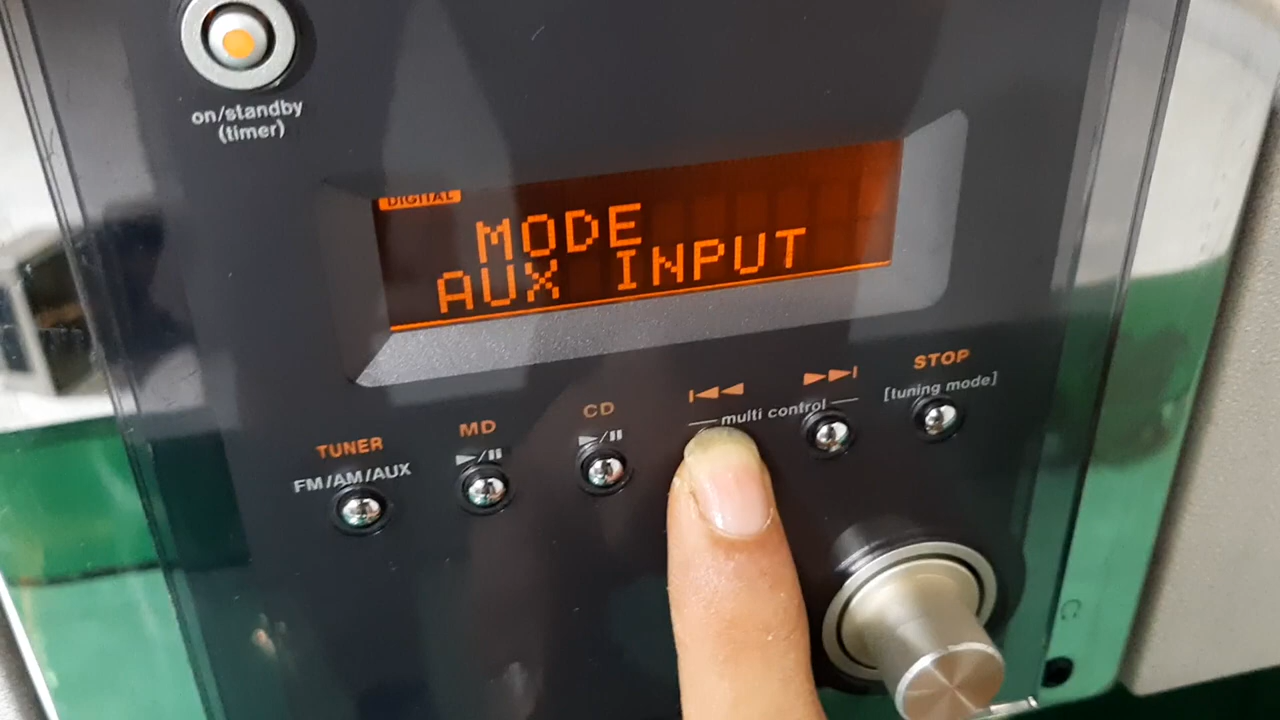 on/standby
(timer)
DIGITAL
MODE
AUX INPUT
TUNER
FM/AM/AUX
MD
CD
multi control
STOP
[tuning mode]